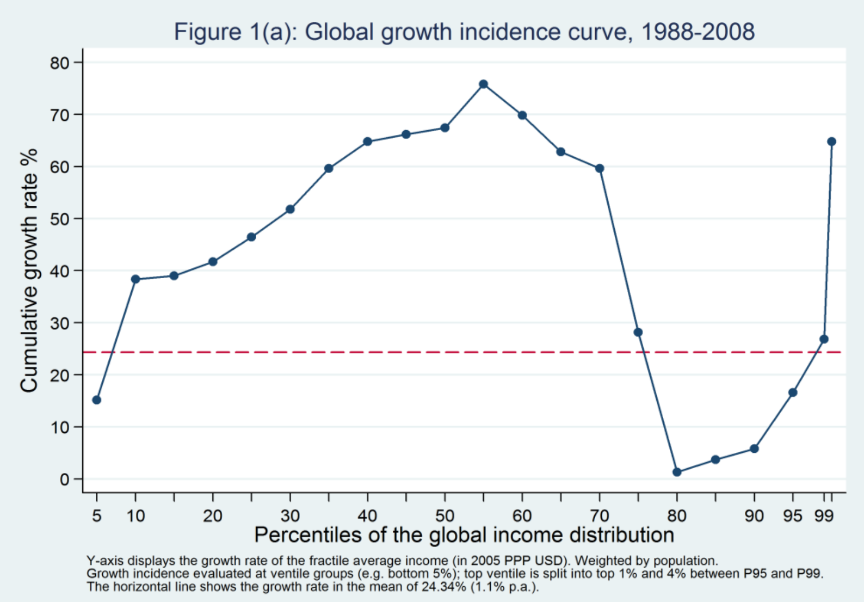 Figure 1(a): Global growth incidence curve, 1988-2008
Cumulative growth rate %
80
70
60
50
40
30
20
10
0
5 10 20 30 40 50 60 70 80 90 95 99
Percentiles of the global income distribution
Y-axis displays the growth rate of the fractile average income (in 2005 PPP USD). Weighted by population.
Growth incidence evaluated at ventile groups (e.g. bottom 5%); top ventile is split into top 1% and 4% between P95 and P99.
The horizontal line shows the growth rate in the mean of 24.34% (1.1% p.a.).